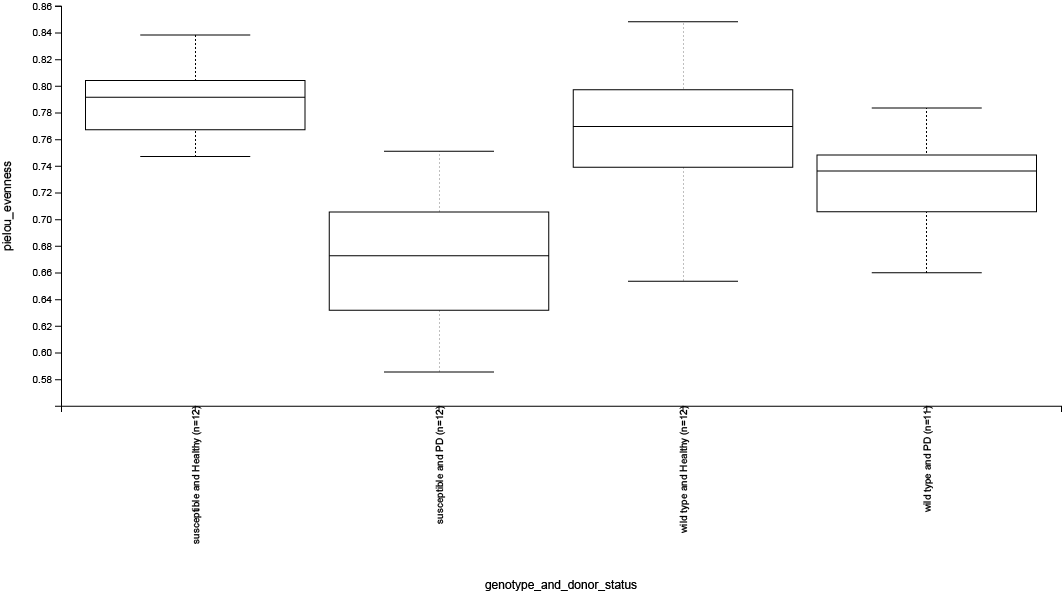 0.86
0.84
0.82
0.80
0.78
0.76
0.74
0.72
0.70
0.68
0.66
0.64
0.62
0.60
0.58
pielou_evenness
susceptible and Healthy (n=12)
susceptible and PD (n=12)
wild type and Healthy (n=12)
wild type and PD (n=11)
genotype_and_donor_status